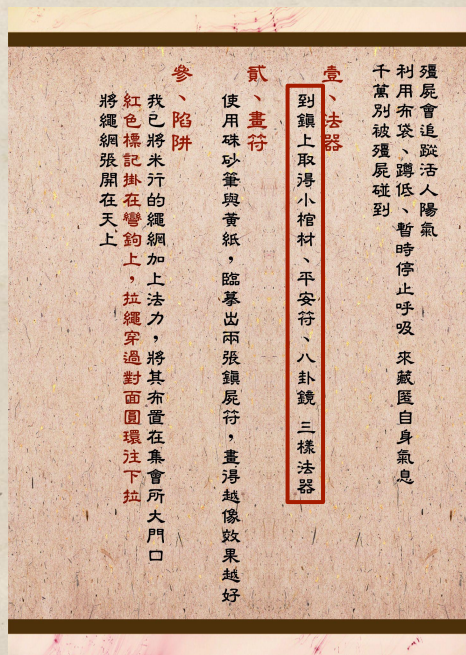 殭屍會追蹤活人陽氣
利用布袋、蹲低、暫時停止呼吸 來藏匿自身氣息
千萬別被殭屍碰到
壹、法器
到鎮上取得小棺材、平安符、八卦鏡 三樣法器
貳、畫符
使用硃砂筆與黃紙，臨摹出兩張鎮屍符，畫得越像效果越好
參、陷阱
我已將米行的繩網加上法力，將其布置在集會所大門口
紅色標記掛在彎鉤上，拉繩穿過對面圓環往下拉
將繩網張開在天上